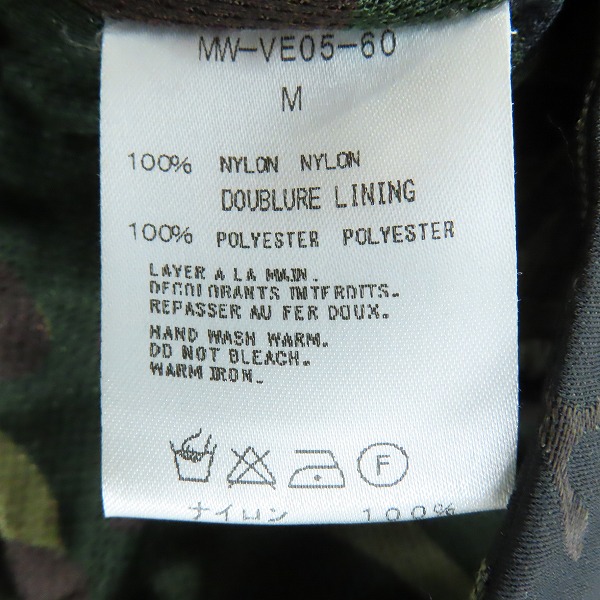 MW-VE05-60
M
100% NYLON NYLON
DOUBLURE LINING
100% POLYESTER POLYESTER
LAYER A LA MAIN.
DECOLORANTS INTERDITS.
REPASSER AU FER DOUX.
HAND WASH WARM.
DO NOT BLEACH.
WARM IRON.
F
ナイロン 100%